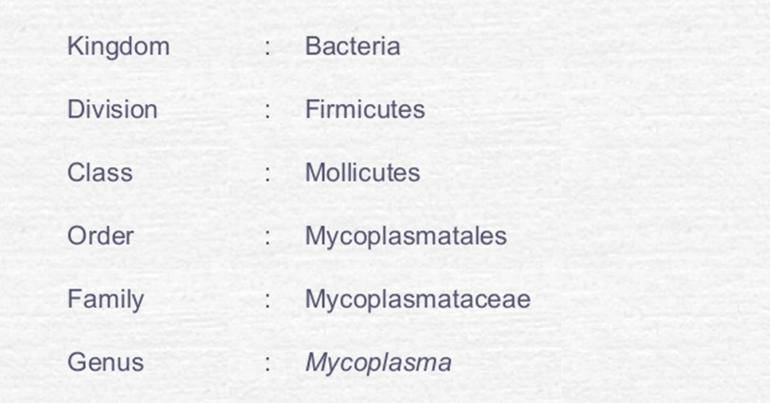 Kingdom : Bacteria
Division : Firmicutes
Class : Mollicutes
Order : Mycoplasmatales
Family : Mycoplasmataceae
Genus : Mycoplasma